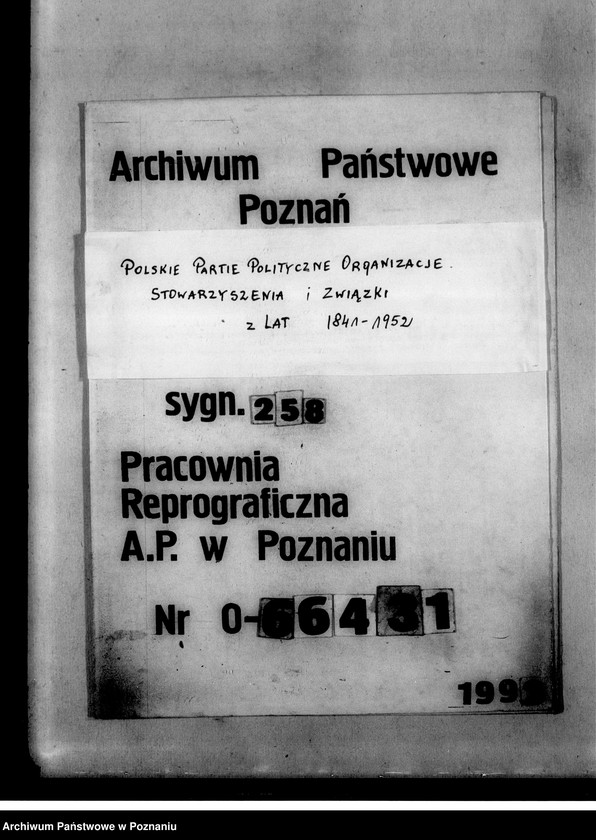 Archiwum Państwowe
Poznań
POLSKIE PARTIE POLITYCZNE ORGANIZACJE.
STOWARZYSZENIA i ZWIĄZKI
z LAT 1841-1952
sygn. 258
Pracownia
Reprograficzna
A.P. w Poznaniu
Nr O-66431
Archiwum Państwowe w Poznaniu